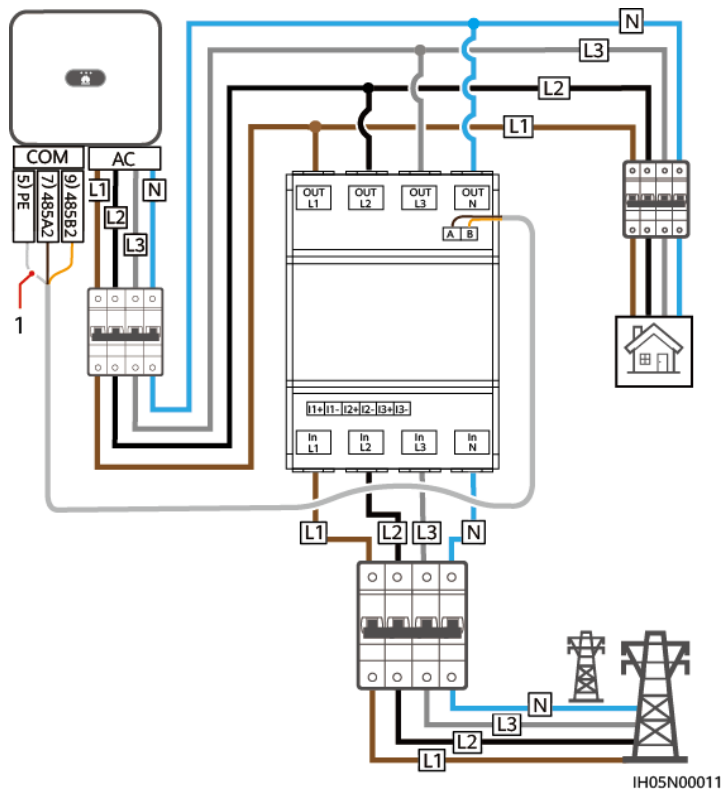 N
L3
L2
L1
COM
AC
5) PE
7) 485A2
9) 485B2
L1
L2
L3
N
1
OUT
L1
OUT
L2
OUT
L3
OUT
N
A B
I1+ I1- I2+ I2- I3+ I3-
In
L1
In
L2
In
L3
In
N
L1
L2
L3
N
N
L3
L2
L1
IH05N00011